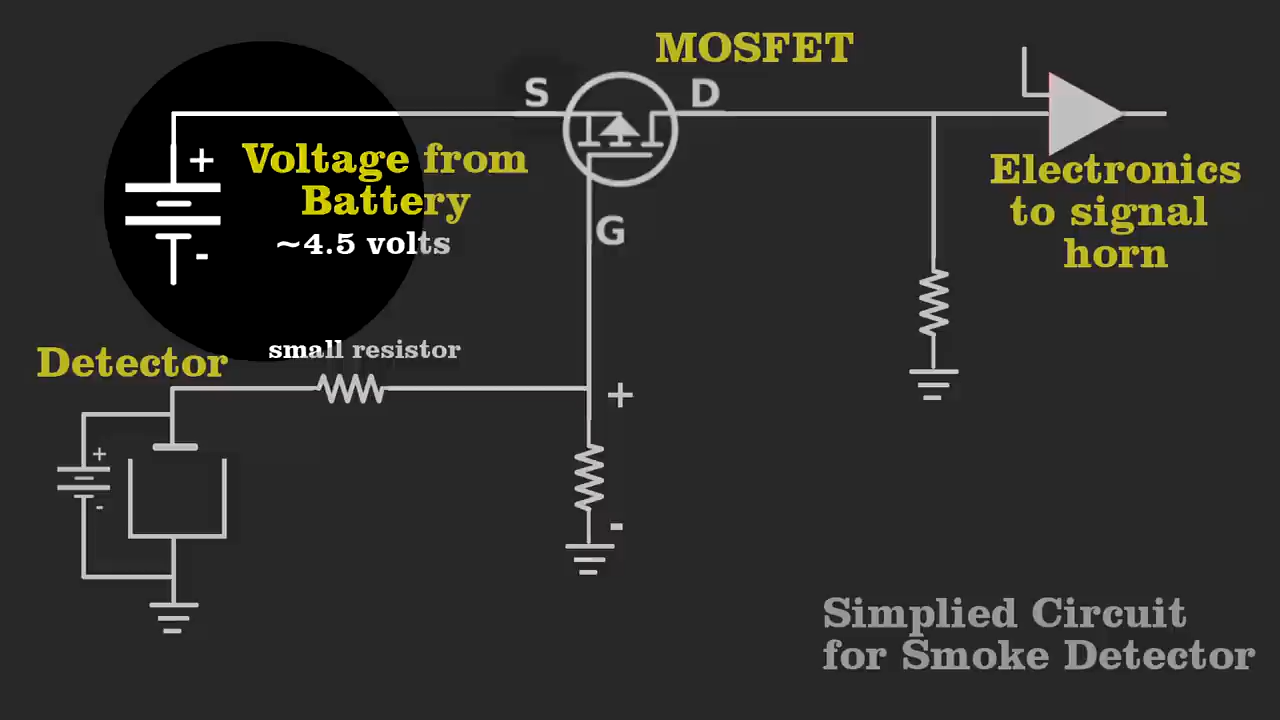 MOSFET
S
D
+
Voltage from
Battery
~4.5 volts
-
Electronics
to signal
horn
G
small resistor
Detector
+
+
-
-
Simplied Circuit
for Smoke Detector